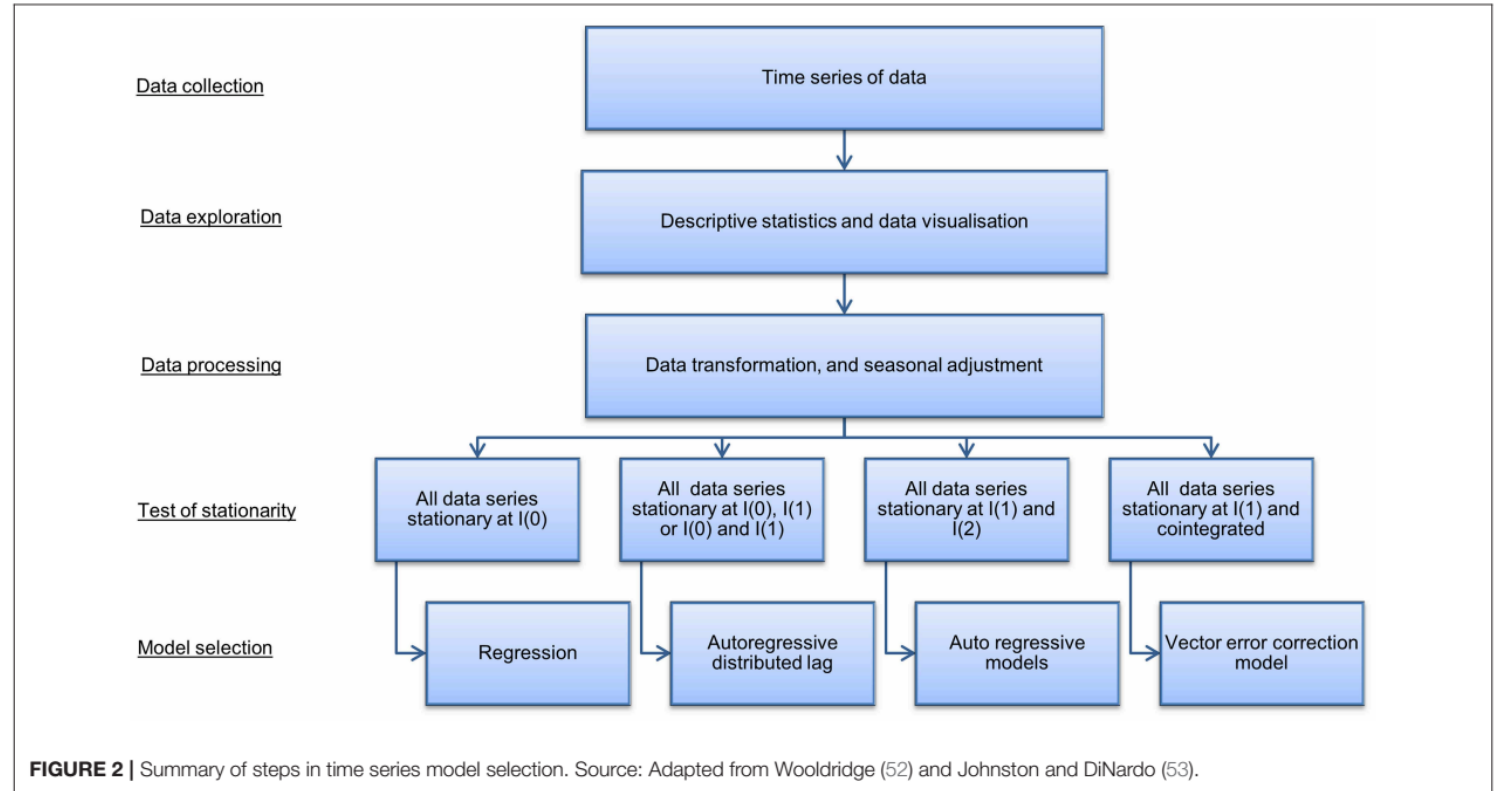 Data collection
Time series of data
Data exploration
Descriptive statistics and data visualisation
Data processing
Data transformation, and seasonal adjustment
Test of stationarity
All data series
stationary at I(0)
All data series
stationary at I(0), I(1)
or I(0) and I(1)
All data series
stationary at I(1) and
I(2)
All data series
stationary at I(1) and
cointegrated
Model selection
Regression
Autoregressive
distributed lag
Auto regressive
models
Vector error correction
model
FIGURE 2 | Summary of steps in time series model selection. Source: Adapted from Wooldridge (52) and Johnston and DiNardo (53).